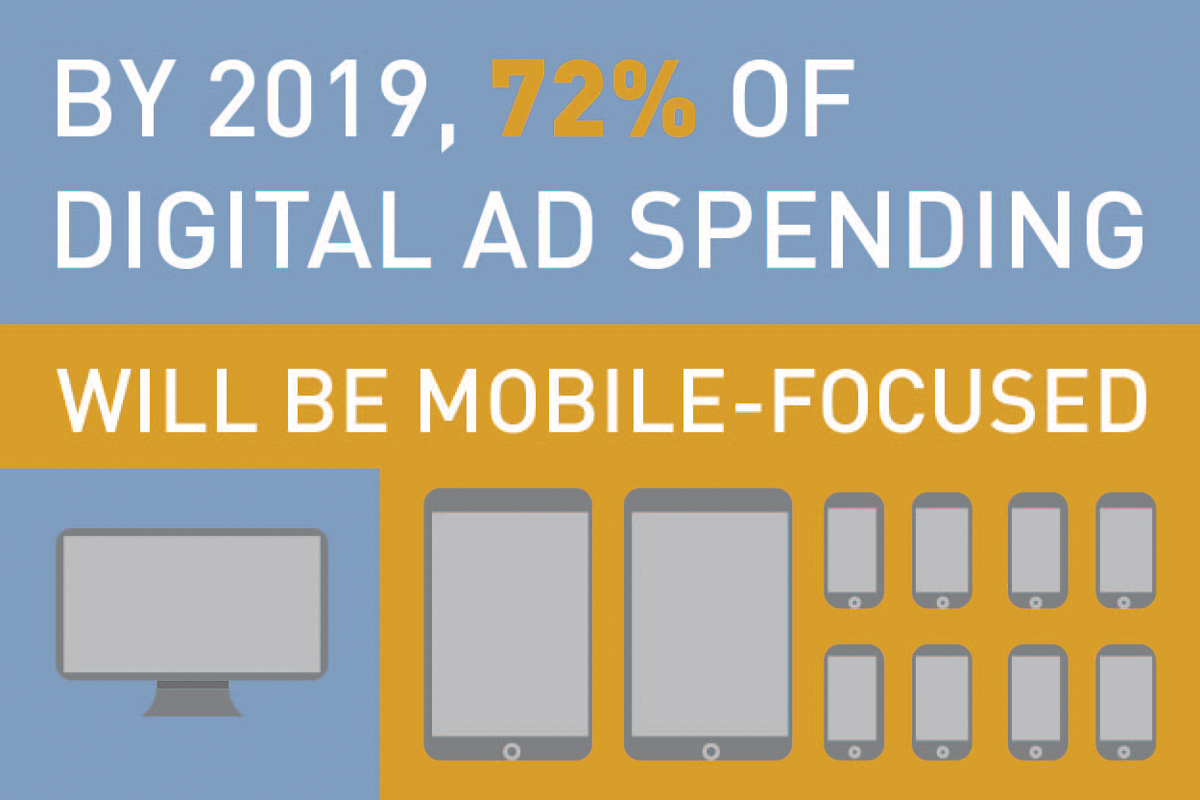 BY 2019, 72% OF
DIGITAL AD SPENDING
WILL BE MOBILE-FOCUSED